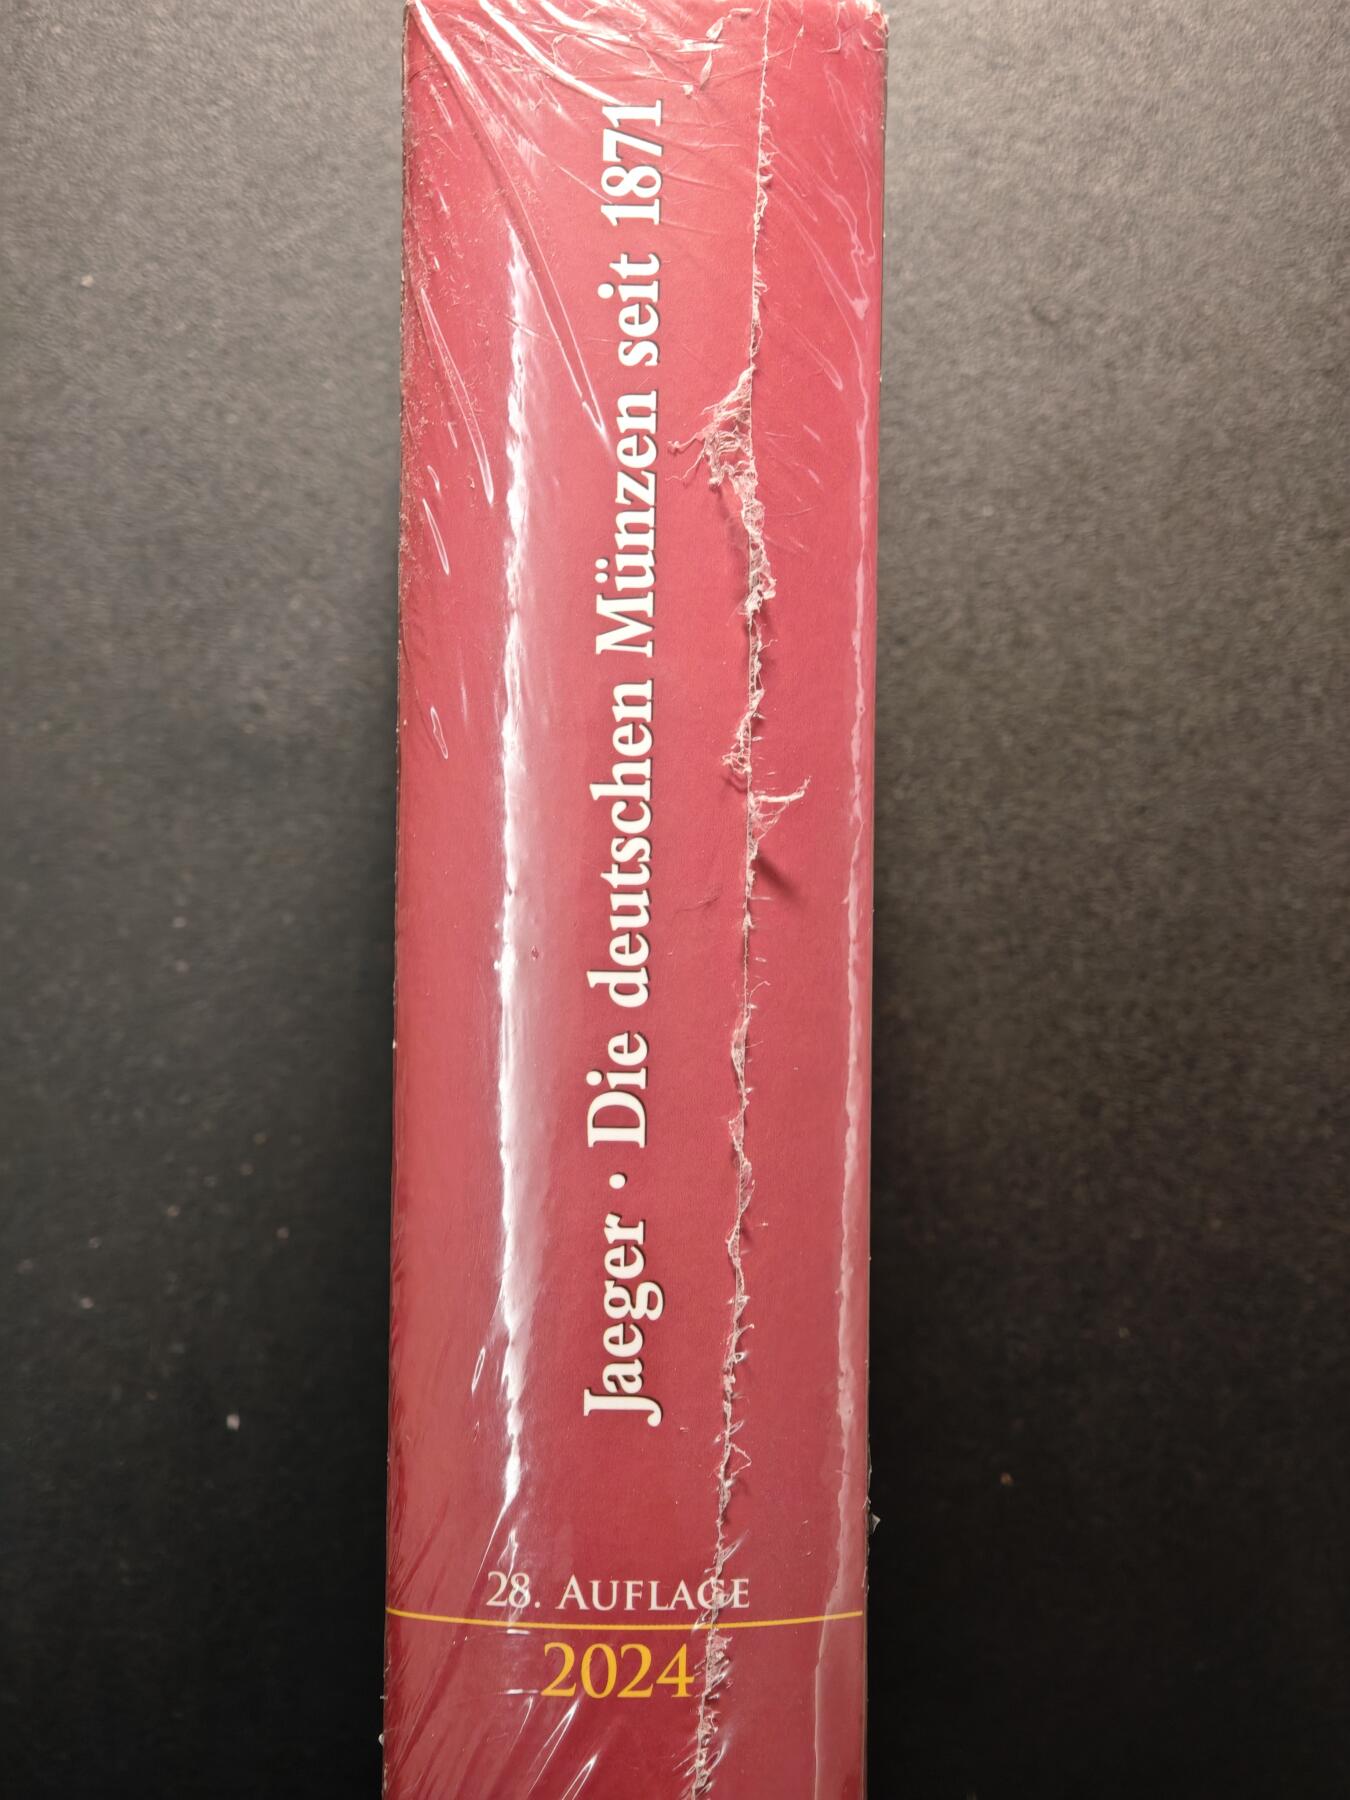 Jaeger · Die deutschen Münzen seit 1871
28. AUFLAGE
2024